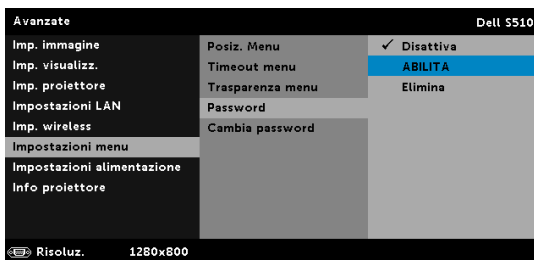 Avanzate Dell S510
Imp. immagine
Imp. visualizz.
Imp. proiettore
Impostazioni LAN
Imp. wireless
Impostazioni menu
Impostazioni alimentazione
Info proiettore
Posiz. Menu
Timeout menu
Trasparenza menu
Password
Cambia password
✓ Disattiva
ABILITA
Elimina
Risoluz. 1280x800